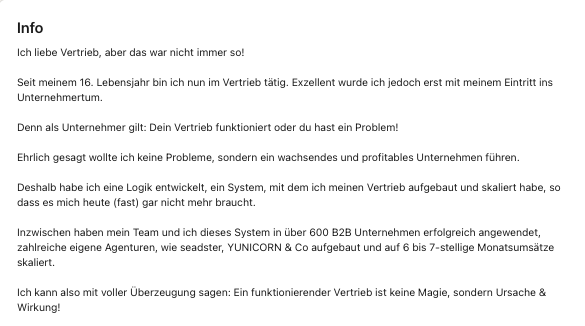 Info
Ich liebe Vertrieb, aber das war nicht immer so!
Seit meinem 16. Lebensjahr bin ich nun im Vertrieb tätig. Exzellent wurde ich jedoch erst mit meinem Eintritt ins
Unternehmertum.
Denn als Unternehmer gilt: Dein Vertrieb funktioniert oder du hast ein Problem!
Ehrlich gesagt wollte ich keine Probleme, sondern ein wachsendes und profitables Unternehmen führen.
Deshalb habe ich eine Logik entwickelt, ein System, mit dem ich meinen Vertrieb aufgebaut und skaliert habe, so
dass es mich heute (fast) gar nicht mehr braucht.
Inzwischen haben mein Team und ich dieses System in über 600 B2B Unternehmen erfolgreich angewendet,
zahlreiche eigene Agenturen, wie seadster, YUNICORN & Co aufgebaut und auf 6 bis 7-stellige Monatsumsätze
skaliert.
Ich kann also mit voller Überzeugung sagen: Ein funktionierender Vertrieb ist keine Magie, sondern Ursache &
Wirkung!